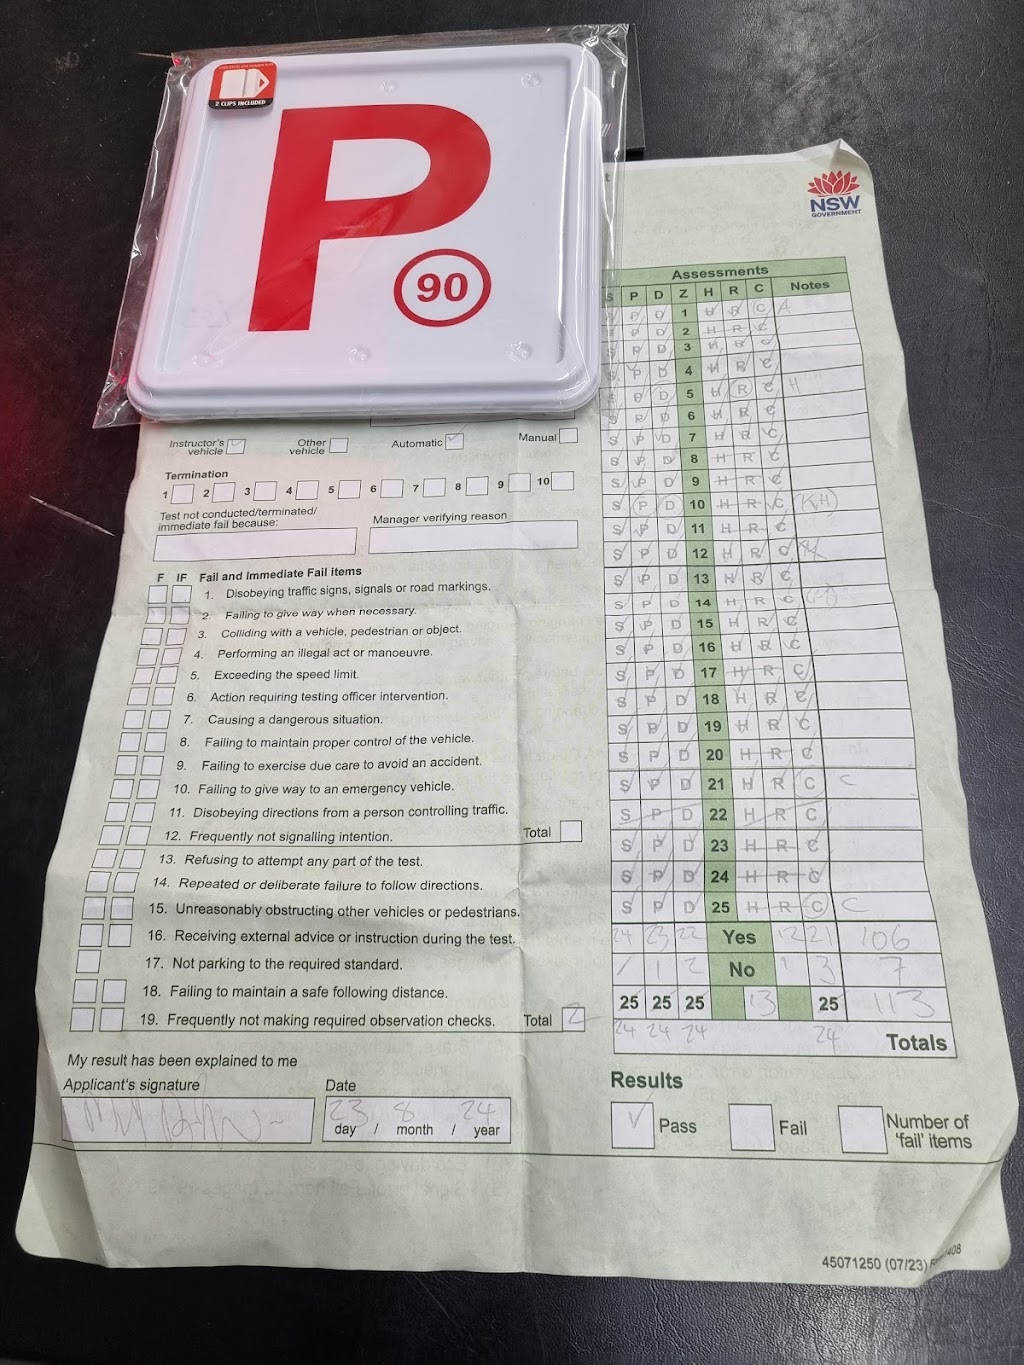 2 CLIPS INCLUDED
P
90
NSW
GOVERNMENT
Assessments
S P D Z H R C Notes
S P D 1 H R C A
S P D 2 H R C
S P D 3 H R C
S P D 4 H R C
S P D 5 H R C H
S P D 6 H R C
S P D 7 H R C
S P D 8 H R C
S P D 9 H R C
S P D 10 H R C KH
S P D 11 H R C
S P D 12 H R C
S P D 13 H R C
S P D 14 H R C
S P D 15 H R C
S P D 16 H R C
S P D 17 H R C
S P D 18 H R C
S P D 19 H R C
S P D 20 H R C
S P D 21 H R C C
S P D 22 H R C
S P D 23 H R C
S P D 24 H R C
S P D 25 H R C C
24 23 22 Yes 12 21 106
/ 1 2 No 1 3 7
25 25 25 13 25 113
24 24 24 24 Totals
Instructor's vehicle Other vehicle Automatic Manual
Termination
1 2 3 4 5 6 7 8 9 10
Test not conducted/terminated/
immediate fail because:
Manager verifying reason
F IF Fail and Immediate Fail items
1. Disobeying traffic signs, signals or road markings.
2. Failing to give way when necessary.
3. Colliding with a vehicle, pedestrian or object.
4. Performing an illegal act or manoeuvre.
5. Exceeding the speed limit.
6. Action requiring testing officer intervention.
7. Causing a dangerous situation.
8. Failing to maintain proper control of the vehicle.
9. Failing to exercise due care to avoid an accident.
10. Failing to give way to an emergency vehicle.
11. Disobeying directions from a person controlling traffic.
12. Frequently not signalling intention. Total
13. Refusing to attempt any part of the test.
14. Repeated or deliberate failure to follow directions.
15. Unreasonably obstructing other vehicles or pedestrians.
16. Receiving external advice or instruction during the test.
17. Not parking to the required standard.
18. Failing to maintain a safe following distance.
19. Frequently not making required observation checks. Total 2
My result has been explained to me
Applicant's signature
Date
23 8 24
day / month / year
Results
Pass Fail Number of
'fail' items
45071250 (07/23)